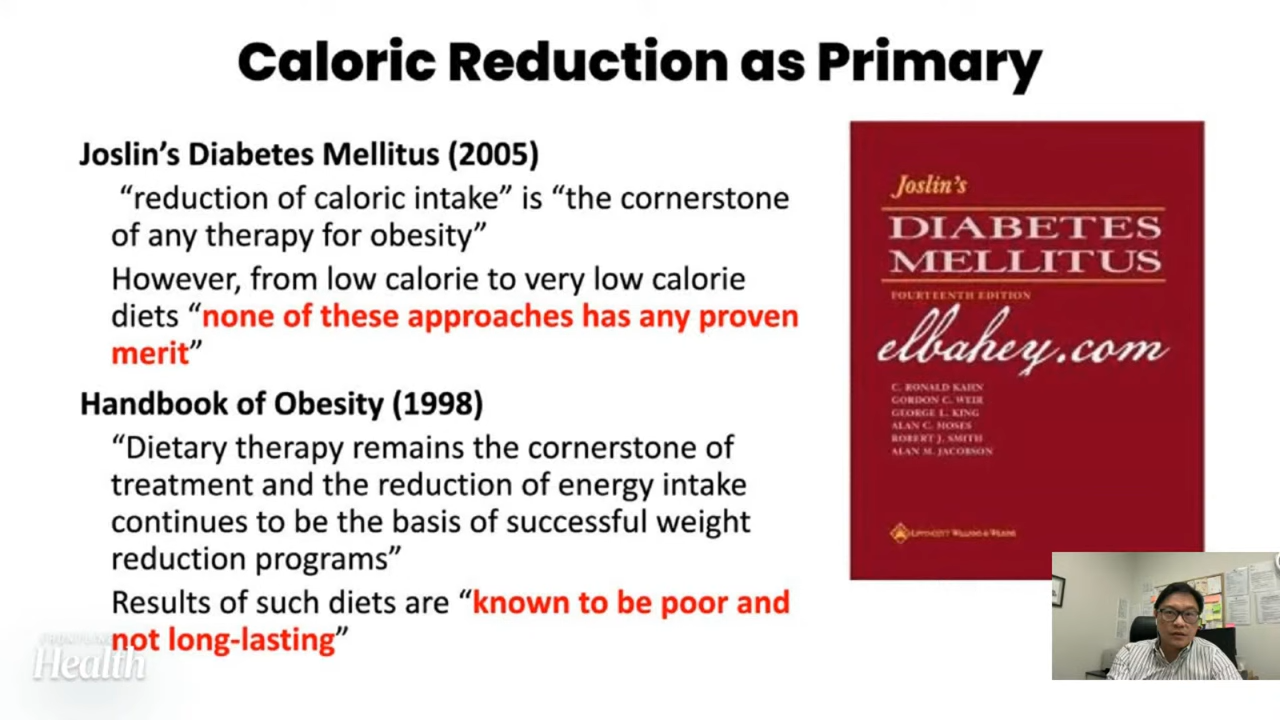 Caloric Reduction as Primary
Joslin’s Diabetes Mellitus (2005)
“reduction of caloric intake” is “the cornerstone
of any therapy for obesity”
However, from low calorie to very low calorie
diets “none of these approaches has any proven
merit”
Handbook of Obesity (1998)
“Dietary therapy remains the cornerstone of
treatment and the reduction of energy intake
continues to be the basis of successful weight
reduction programs”
Results of such diets are “known to be poor and
not long-lasting”
Joslin’s
DIABETES
MELLITUS
FOURTEENTH EDITION
elbahey.com
C. RONALD KAHN
GORDON C. WEIR
GEORGE L. KING
ALAN C. MOSES
ROBERT J. SMITH
ALAN M. JACOBSON
LIPPINCOTT WILLIAMS & WILKINS
Health